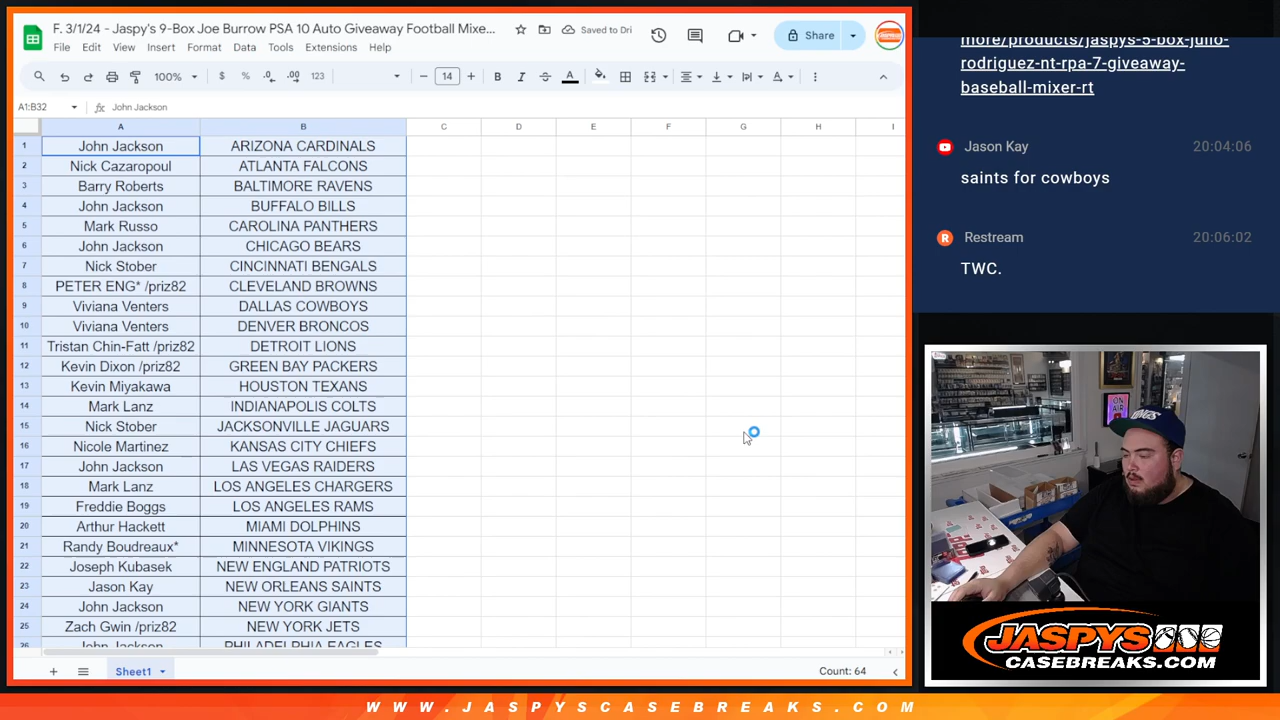 F. 3/1/24 - Jaspy's 9-Box Joe Burrow PSA 10 Auto Giveaway Football Mixe...
Saved to Dri
Share
File Edit View Insert Format Data Tools Extensions Help
100% $ % .0 .00 123 14 B I A
A1:B32 fx John Jackson
A B C D E F G H I
1 John Jackson ARIZONA CARDINALS
2 Nick Cazaropoul ATLANTA FALCONS
3 Barry Roberts BALTIMORE RAVENS
4 John Jackson BUFFALO BILLS
5 Mark Russo CAROLINA PANTHERS
6 John Jackson CHICAGO BEARS
7 Nick Stober CINCINNATI BENGALS
8 PETER ENG* /priz82 CLEVELAND BROWNS
9 Viviana Venters DALLAS COWBOYS
10 Viviana Venters DENVER BRONCOS
11 Tristan Chin-Fatt /priz82 DETROIT LIONS
12 Kevin Dixon /priz82 GREEN BAY PACKERS
13 Kevin Miyakawa HOUSTON TEXANS
14 Mark Lanz INDIANAPOLIS COLTS
15 Nick Stober JACKSONVILLE JAGUARS
16 Nicole Martinez KANSAS CITY CHIEFS
17 John Jackson LAS VEGAS RAIDERS
18 Mark Lanz LOS ANGELES CHARGERS
19 Freddie Boggs LOS ANGELES RAMS
20 Arthur Hackett MIAMI DOLPHINS
21 Randy Boudreaux* MINNESOTA VIKINGS
22 Joseph Kubasek NEW ENGLAND PATRIOTS
23 Jason Kay NEW ORLEANS SAINTS
24 John Jackson NEW YORK GIANTS
25 Zach Gwin /priz82 NEW YORK JETS
26 John Jackson PHILADELPHIA EAGLES
Sheet1
Count: 64
more/products/jaspys-5-box-julio-
rodriguez-nt-rpa-7-giveaway-
baseball-mixer-rt
Jason Kay 20:04:06
saints for cowboys
R Restream 20:06:02
TWC.
ON
AIR
KINGS
JASPYS
CASEBREAKS.COM
WWW.JASPYSCASEBREAKS.COM